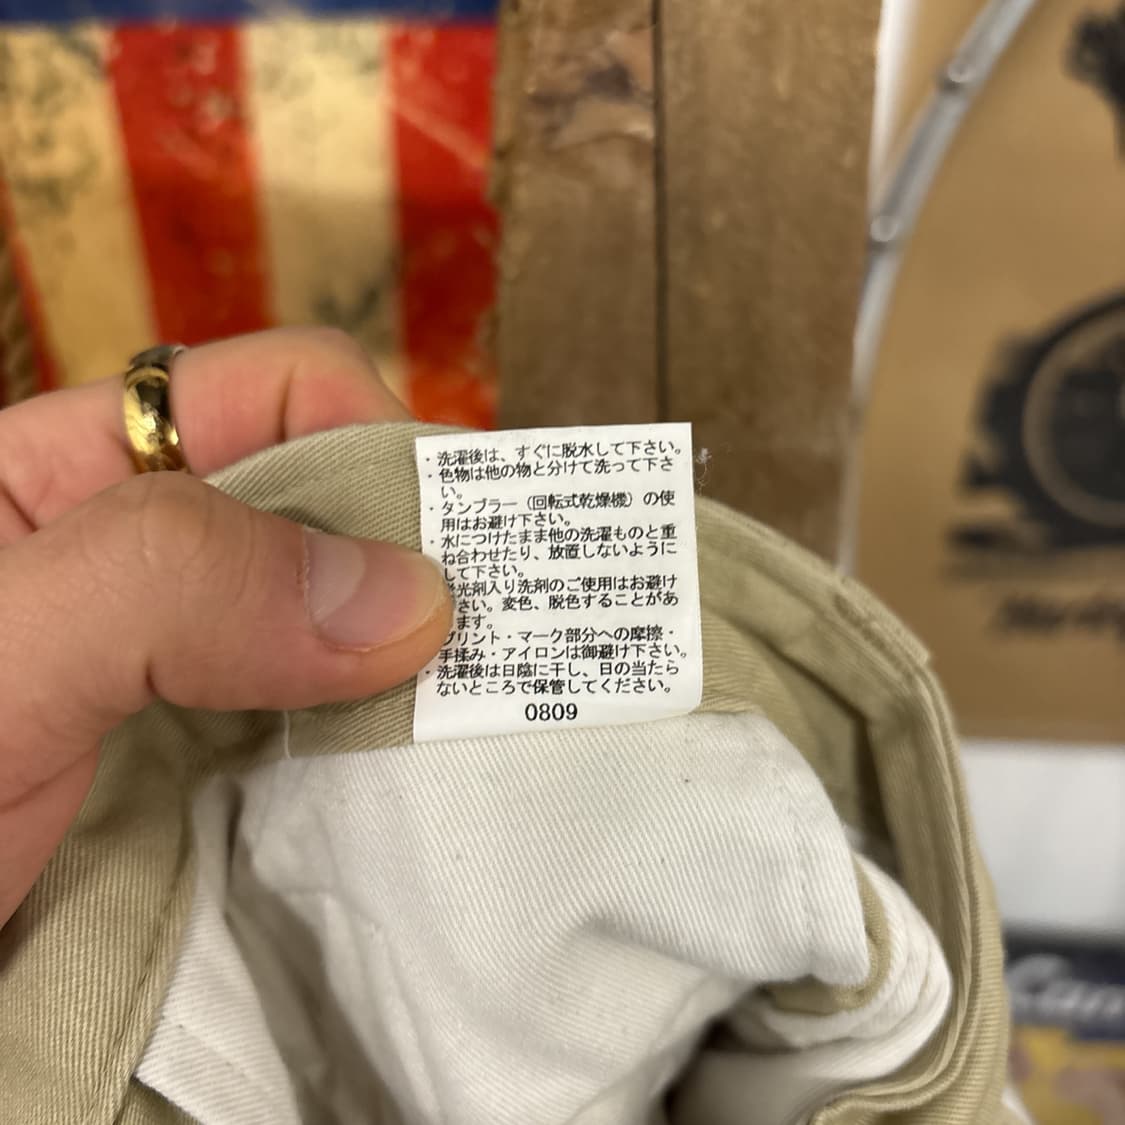 ・洗濯後は、すぐに脱水して下さい。
・色物は他の物と分けて洗って下さ
い。
・タンブラー（回転式乾燥機）の使
用はお避け下さい。
・水につけたまま他の洗濯ものと重
ね合わせたり、放置しないように
して下さい。
光剤入り洗剤のご使用はお避け
さい。変色、脱色することがあ
ます。
プリント・マーク部分への摩擦・
手揉み・アイロンは御避け下さい。
・洗濯後は日陰に干し、日の当たら
ないところで保管してください。
0809